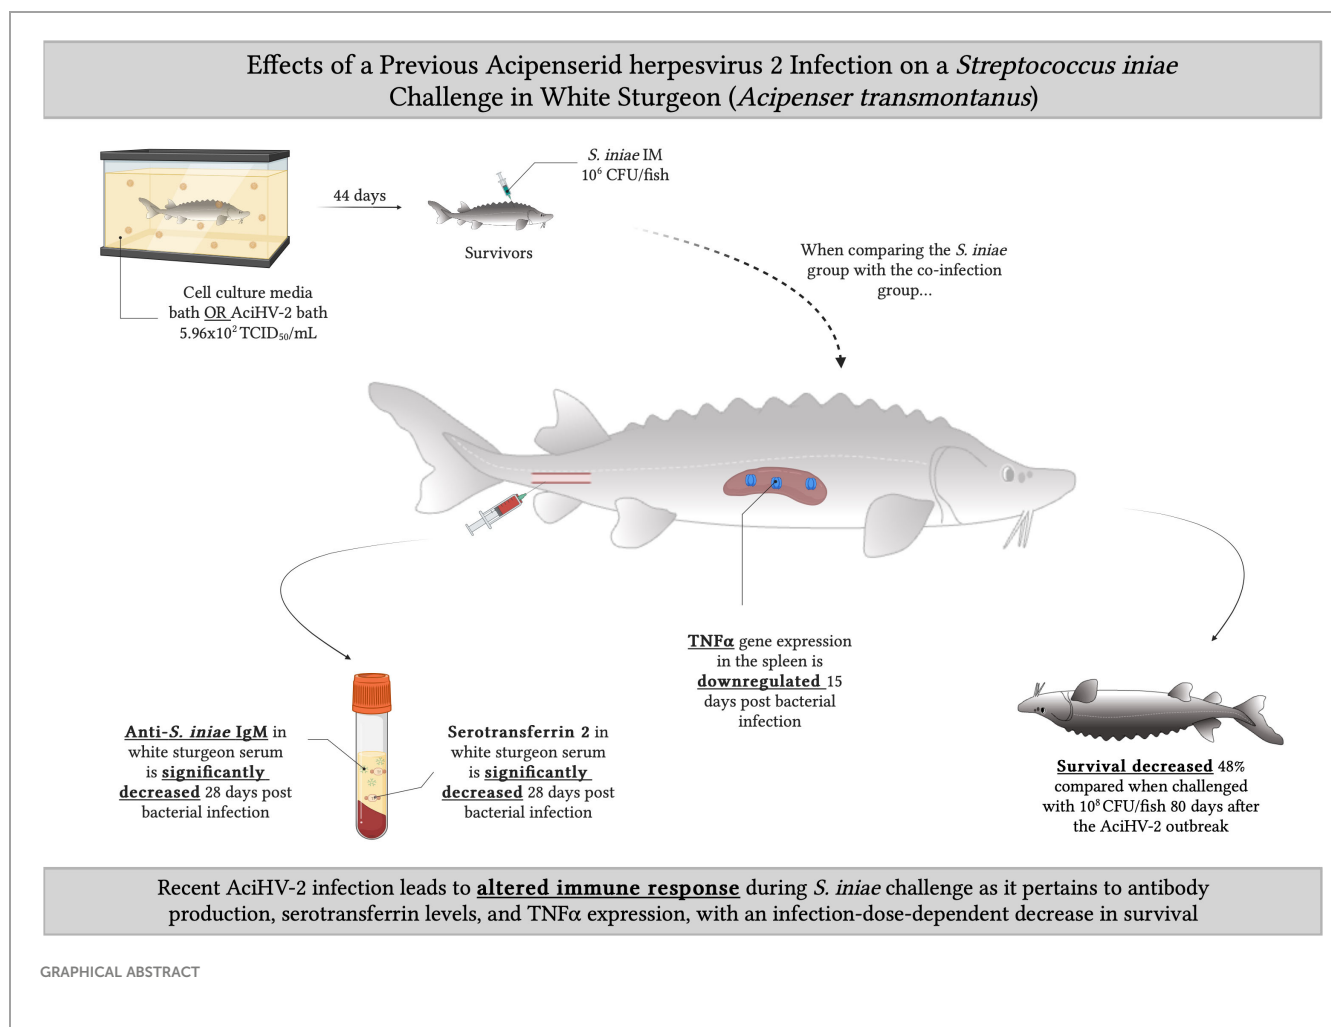 Effects of a Previous Acipenserid herpesvirus 2 Infection on a Streptococcus iniae
Challenge in White Sturgeon (Acipenser transmontanus)
44 days
S. iniae IM
10⁶ CFU/fish
Survivors
Cell culture media
bath OR AciHV-2 bath
5.96x10² TCID₅₀/mL
When comparing the S. iniae
group with the co-infection
group...
Anti-S. iniae IgM in
white sturgeon serum
is significantly
decreased 28 days post
bacterial infection
Serotransferrin 2 in
white sturgeon serum
is significantly
decreased 28 days post
bacterial infection
TNFα gene expression
in the spleen is
downregulated 15
days post bacterial
infection
Survival decreased 48%
compared when challenged
with 10⁸ CFU/fish 80 days after
the AciHV-2 outbreak
Recent AciHV-2 infection leads to altered immune response during S. iniae challenge as it pertains to antibody
production, serotransferrin levels, and TNFα expression, with an infection-dose-dependent decrease in survival
GRAPHICAL ABSTRACT